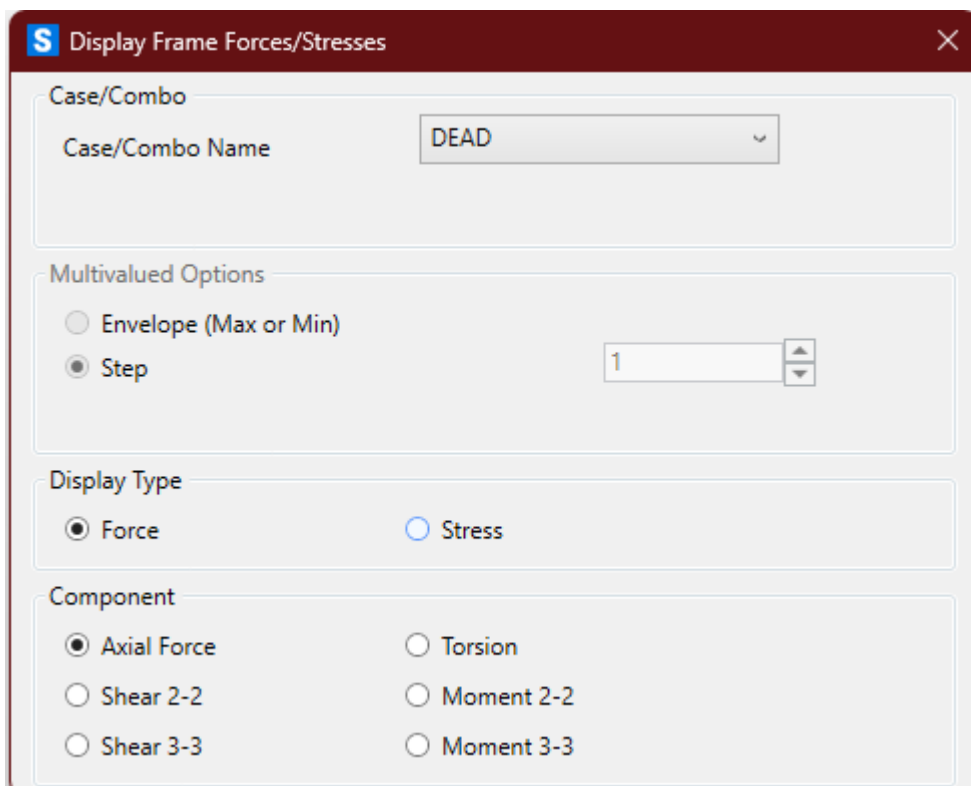 S Display Frame Forces/Stresses
Case/Combo
Case/Combo Name DEAD
Multivalued Options
Envelope (Max or Min)
Step 1
Display Type
Force Stress
Component
Axial Force Torsion
Shear 2-2 Moment 2-2
Shear 3-3 Moment 3-3